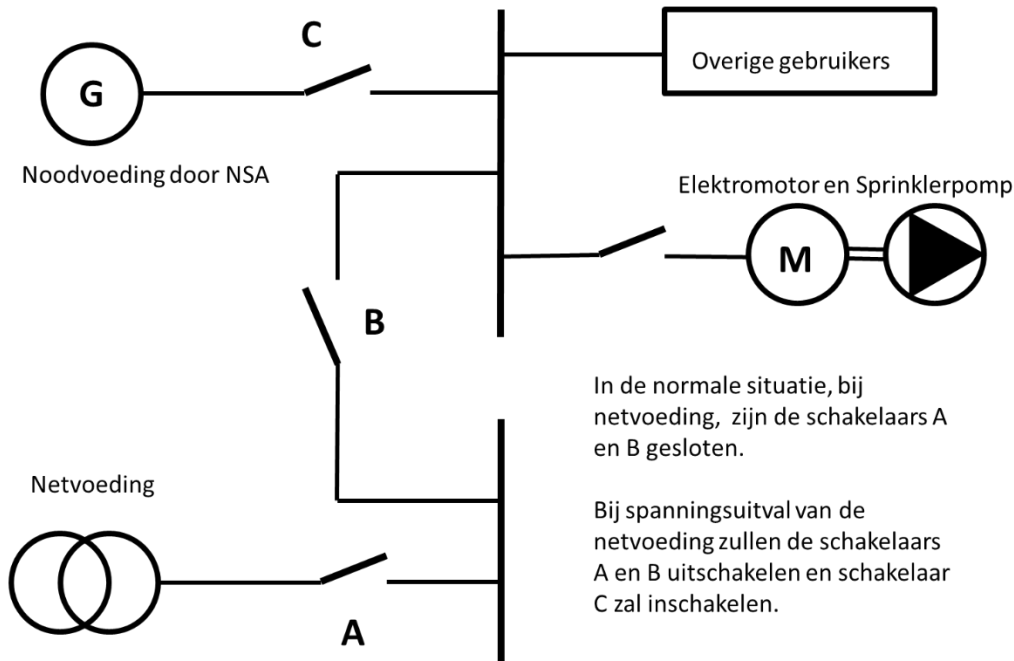 C
Overige gebruikers
G
Noodvoeding door NSA
Elektromotor en Sprinklerpomp
M
B
In de normale situatie, bij
netvoeding, zijn de schakelaars A
en B gesloten.
Netvoeding
Bij spanningsuitval van de
netvoeding zullen de schakelaars
A en B uitschakelen en schakelaar
C zal inschakelen.
A